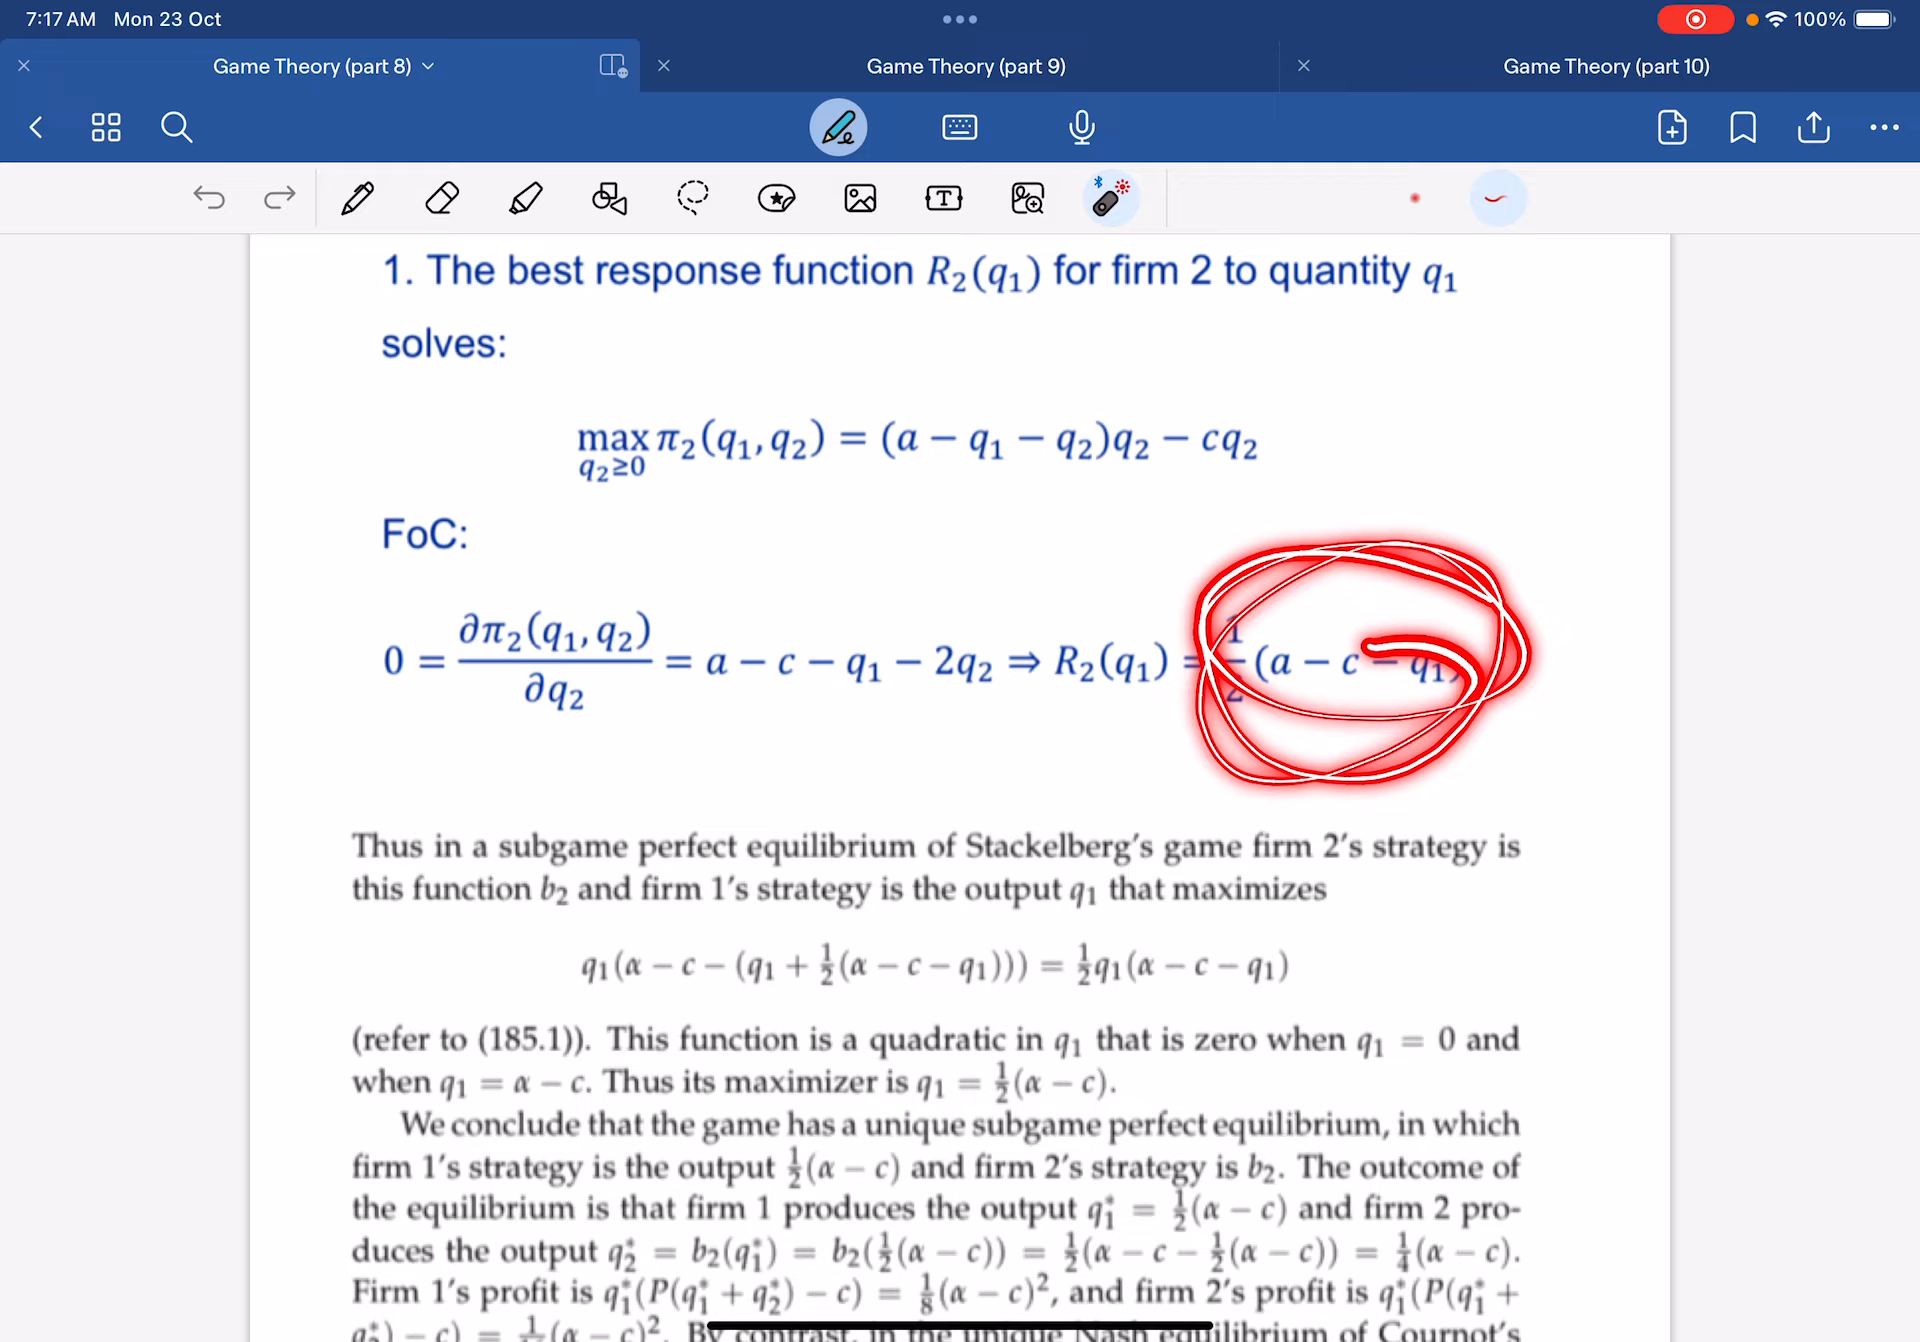 7:17 AM Mon 23 Oct
100%
Game Theory (part 8)
Game Theory (part 9)
Game Theory (part 10)
1. The best response function R₂(q₁) for firm 2 to quantity q₁
solves:
max π₂(q₁, q₂) = (a − q₁ − q₂)q₂ − cq₂
q₂≥0
FoC:
0 = ∂π₂(q₁, q₂)/∂q₂ = a − c − q₁ − 2q₂ ⇒ R₂(q₁) = 1/2 (a − c − q₁)
Thus in a subgame perfect equilibrium of Stackelberg's game firm 2's strategy is
this function b₂ and firm 1's strategy is the output q₁ that maximizes
q₁(α − c − (q₁ + ½(α − c − q₁))) = ½q₁(α − c − q₁)
(refer to (185.1)). This function is a quadratic in q₁ that is zero when q₁ = 0 and
when q₁ = α − c. Thus its maximizer is q₁ = ½(α − c).
We conclude that the game has a unique subgame perfect equilibrium, in which
firm 1's strategy is the output ½(α − c) and firm 2's strategy is b₂. The outcome of
the equilibrium is that firm 1 produces the output q₁* = ½(α − c) and firm 2 pro-
duces the output q₂* = b₂(q₁*) = b₂(½(α − c)) = ½(α − c − ½(α − c)) = ¼(α − c).
Firm 1's profit is q₁*(P(q₁* + q₂*) − c) = ⅛(α − c)², and firm 2's profit is q₁*(P(q₁* +
− c) = (α − c)². By contrast, in the unique Nash equilibrium of Cournot's